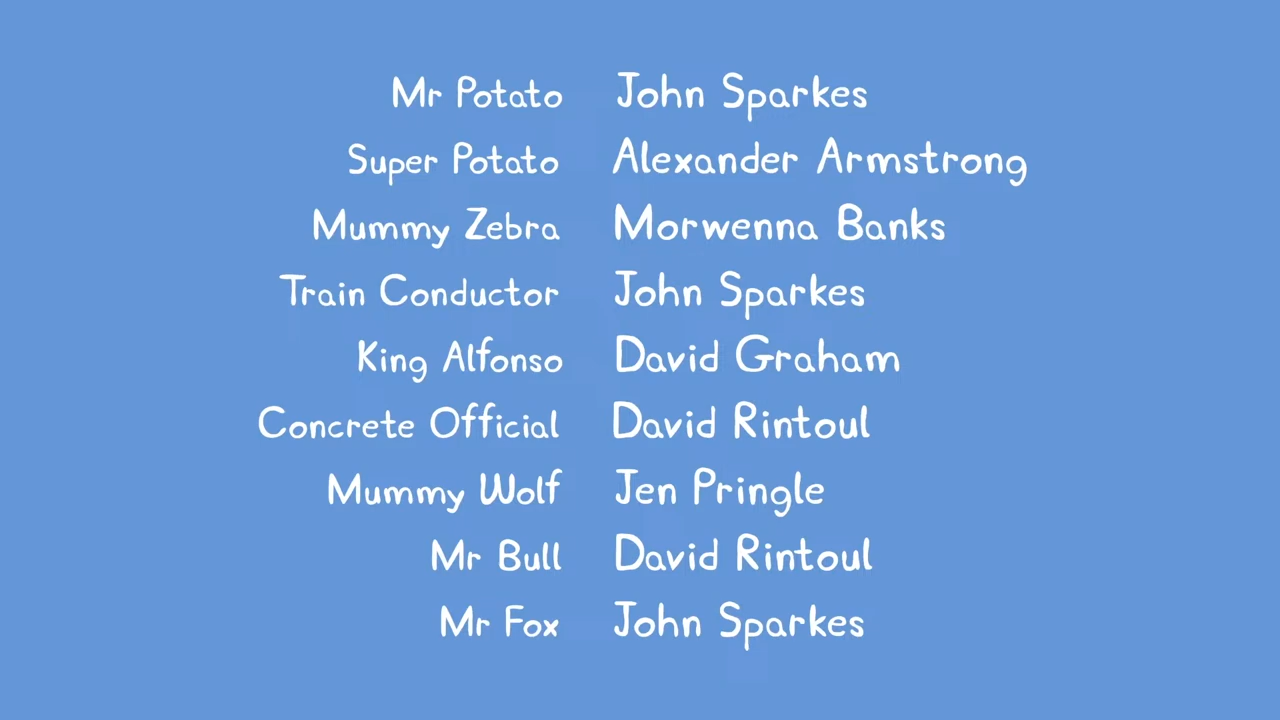 Mr Potato John Sparkes
Super Potato Alexander Armstrong
Mummy Zebra Morwenna Banks
Train Conductor John Sparkes
King Alfonso David Graham
Concrete Official David Rintoul
Mummy Wolf Jen Pringle
Mr Bull David Rintoul
Mr Fox John Sparkes